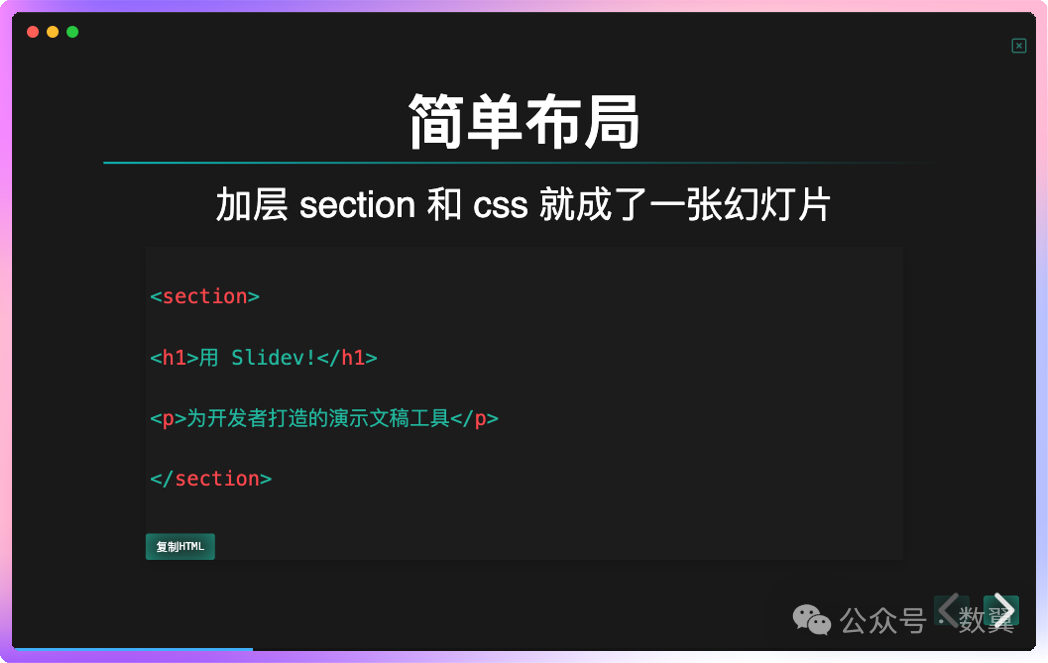 简单布局
加层 section 和 css 就成了一张幻灯片
<section>
<h1>用 Slidev!</h1>
<p>为开发者打造的演示文稿工具</p>
</section>
复制HTML
公众号 · 数翼